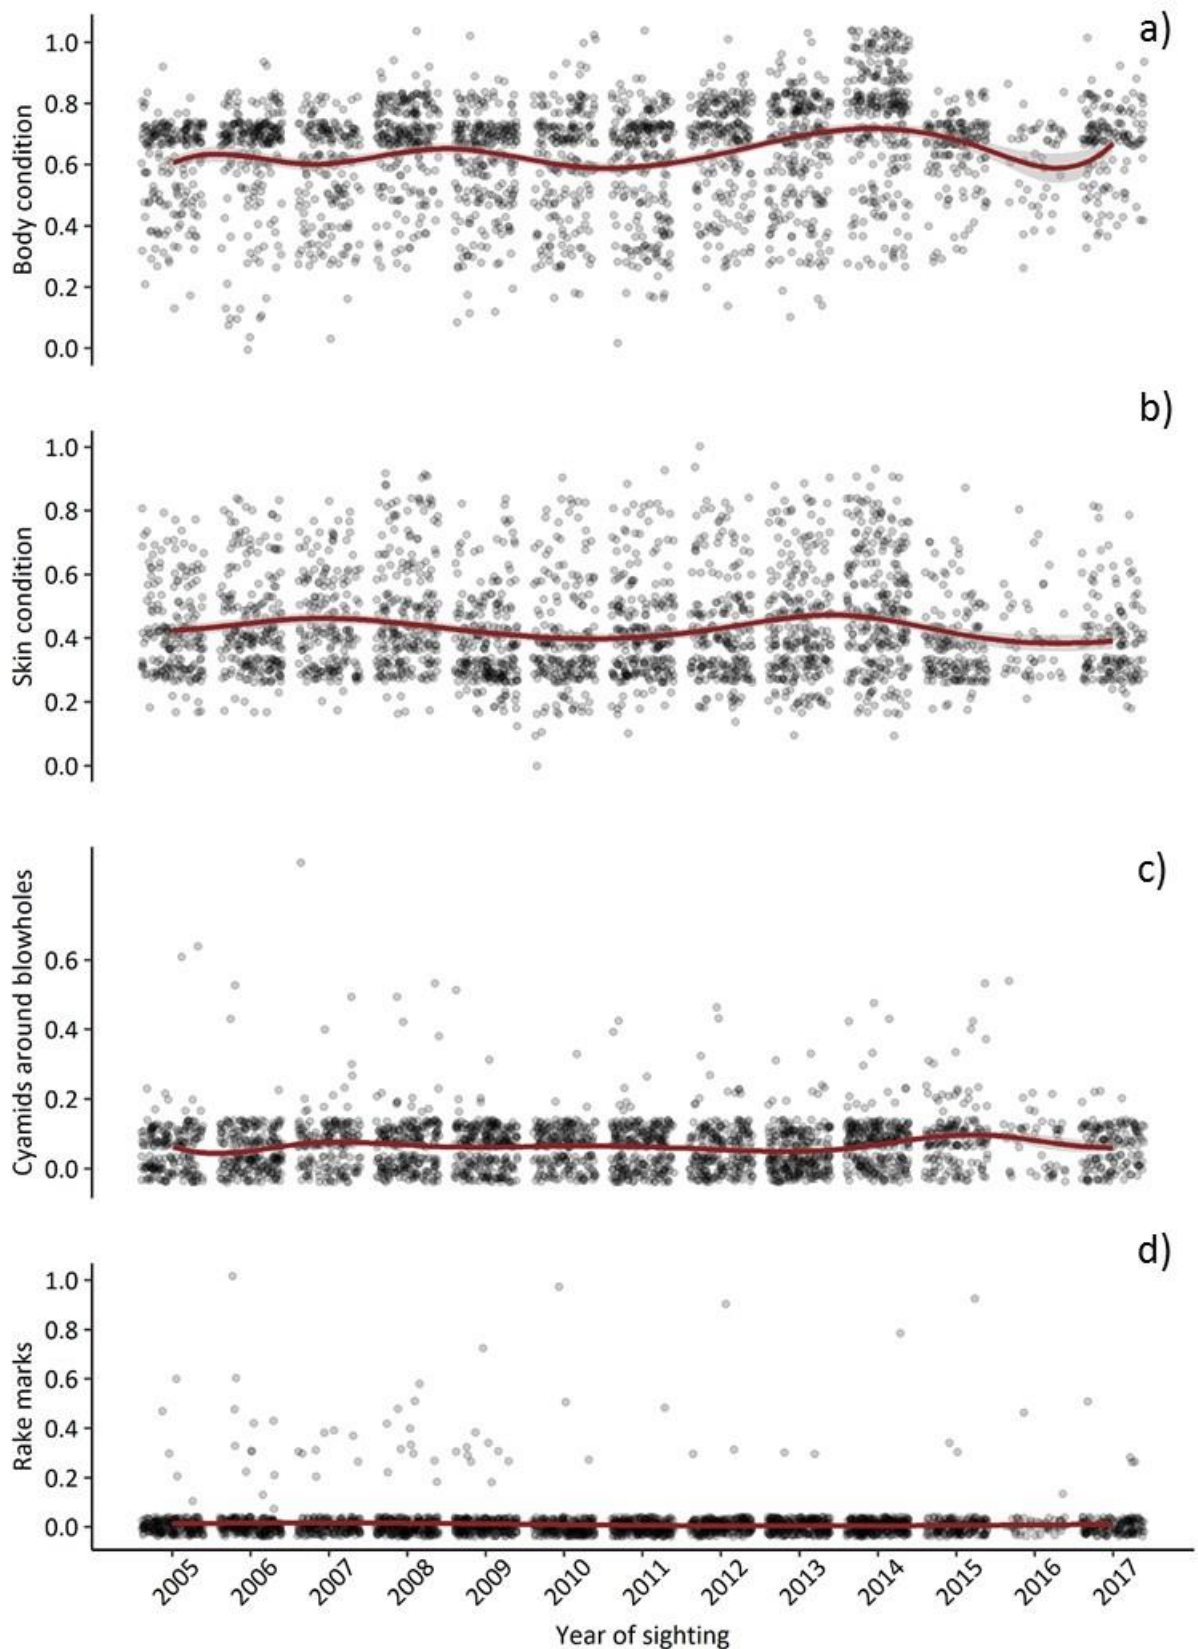 a)
1.0
0.8
0.6
0.4
0.2
0.0
Body condition
b)
1.0
0.8
0.6
0.4
0.2
0.0
Skin condition
c)
0.6
0.4
0.2
0.0
Cyamids around blowholes
d)
1.0
0.8
0.6
0.4
0.2
0.0
Rake marks
2005 2006 2007 2008 2009 2010 2011 2012 2013 2014 2015 2016 2017
Year of sighting